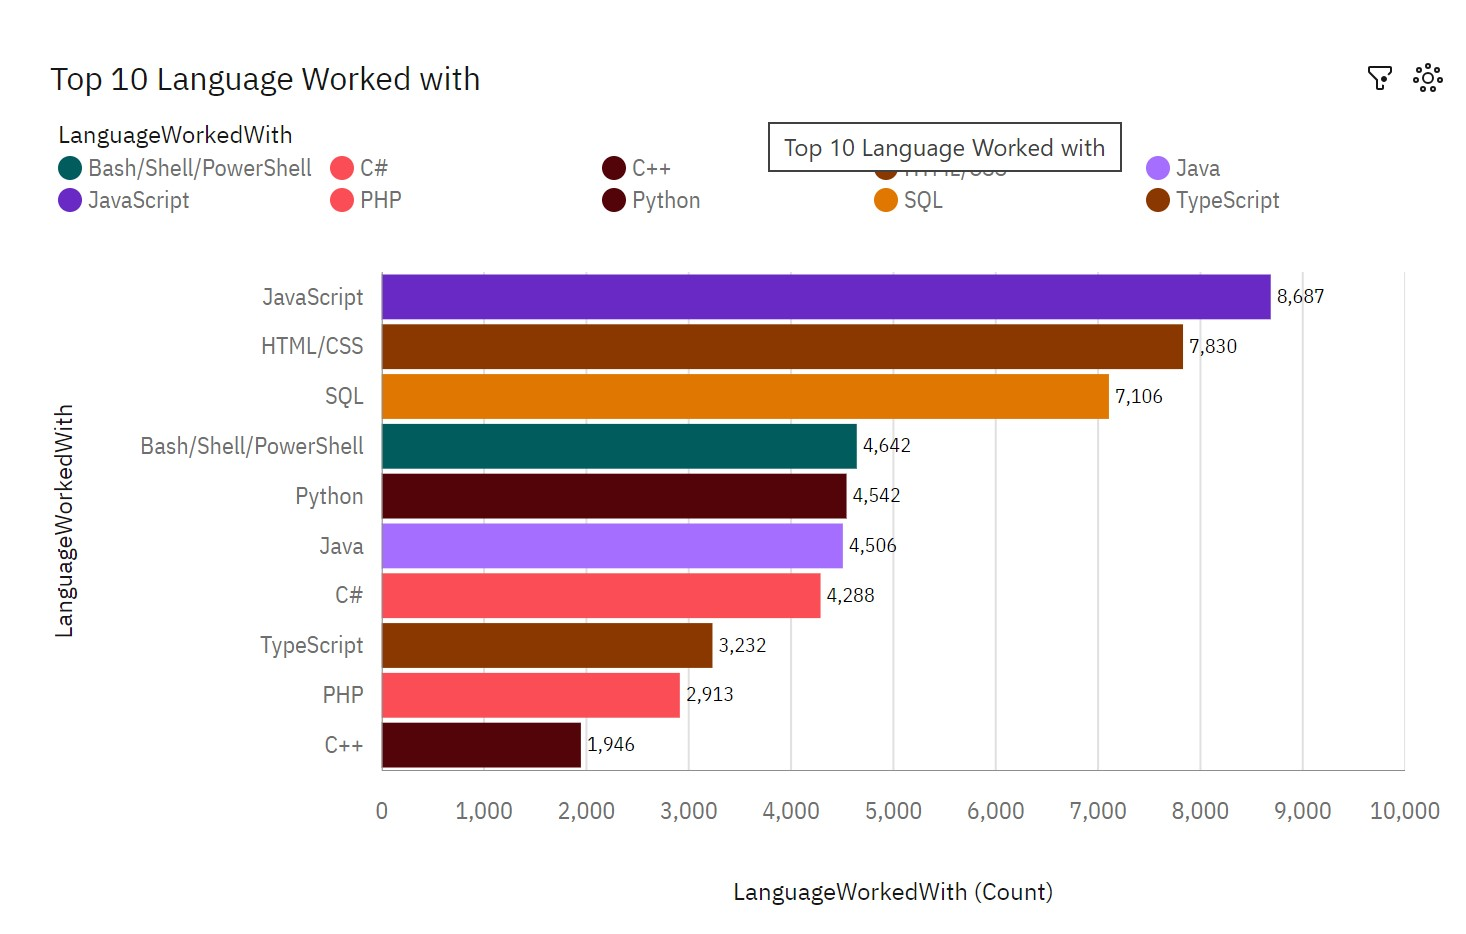 Top 10 Language Worked with
LanguageWorkedWith
Top 10 Language Worked with
Bash/Shell/PowerShell C# C++ HTML/CSS Java
JavaScript PHP Python SQL TypeScript
LanguageWorkedWith
JavaScript 8,687
HTML/CSS 7,830
SQL 7,106
Bash/Shell/PowerShell 4,642
Python 4,542
Java 4,506
C# 4,288
TypeScript 3,232
PHP 2,913
C++ 1,946
0 1,000 2,000 3,000 4,000 5,000 6,000 7,000 8,000 9,000 10,000
LanguageWorkedWith (Count)